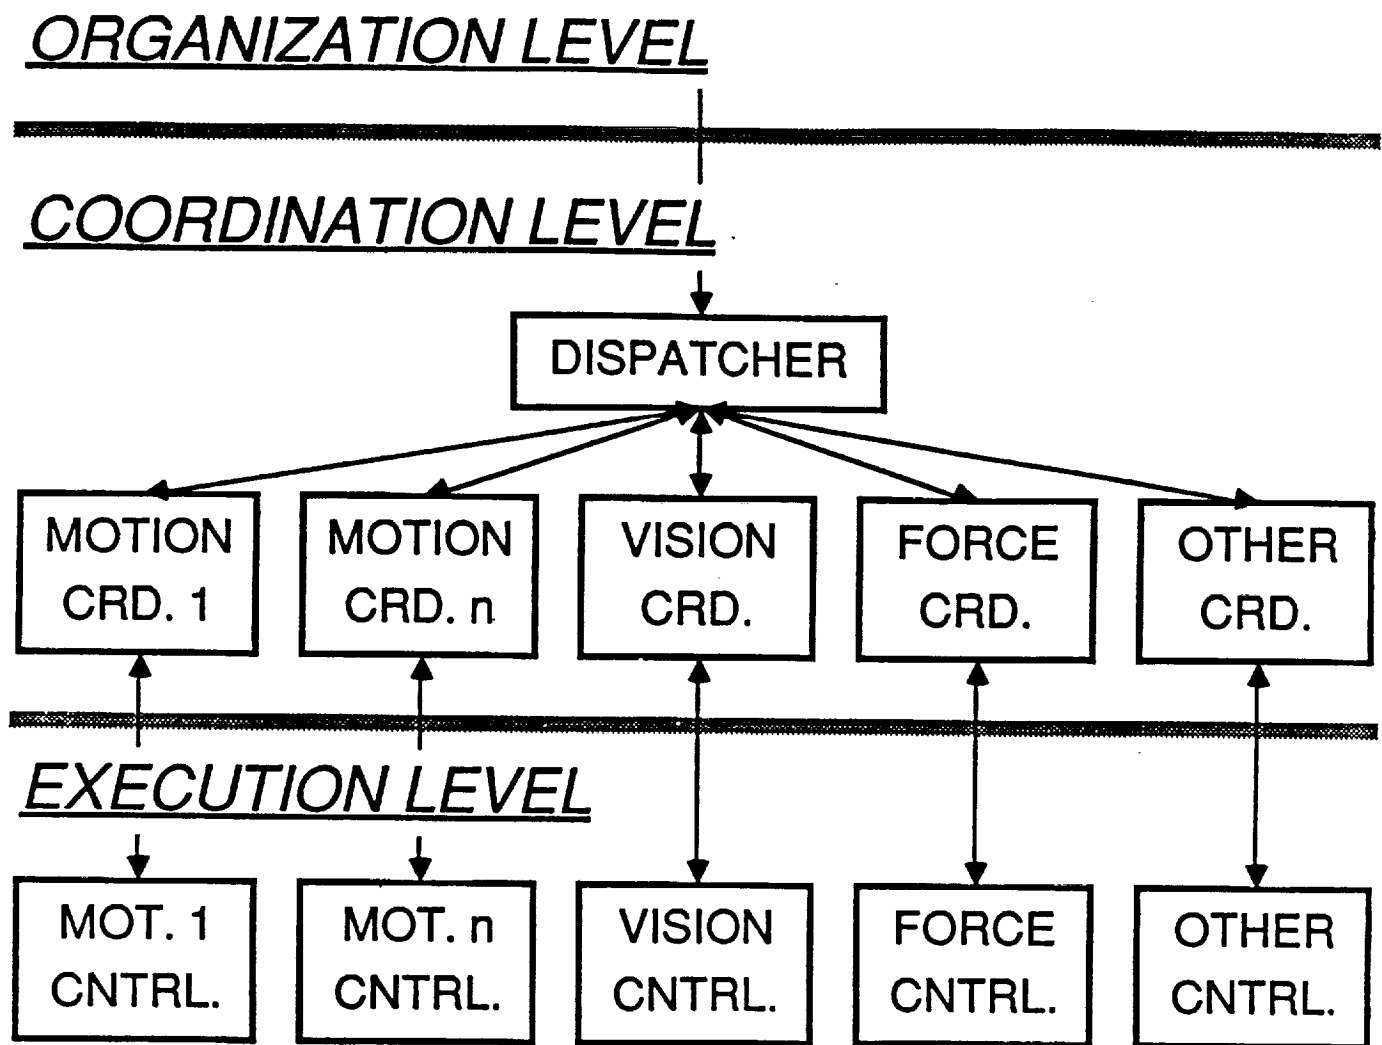 ORGANIZATION LEVEL
COORDINATION LEVEL
DISPATCHER
MOTION
CRD. 1
MOTION
CRD. n
VISION
CRD.
FORCE
CRD.
OTHER
CRD.
EXECUTION LEVEL
MOT. 1
CNTRL.
MOT. n
CNTRL.
VISION
CNTRL.
FORCE
CNTRL.
OTHER
CNTRL.